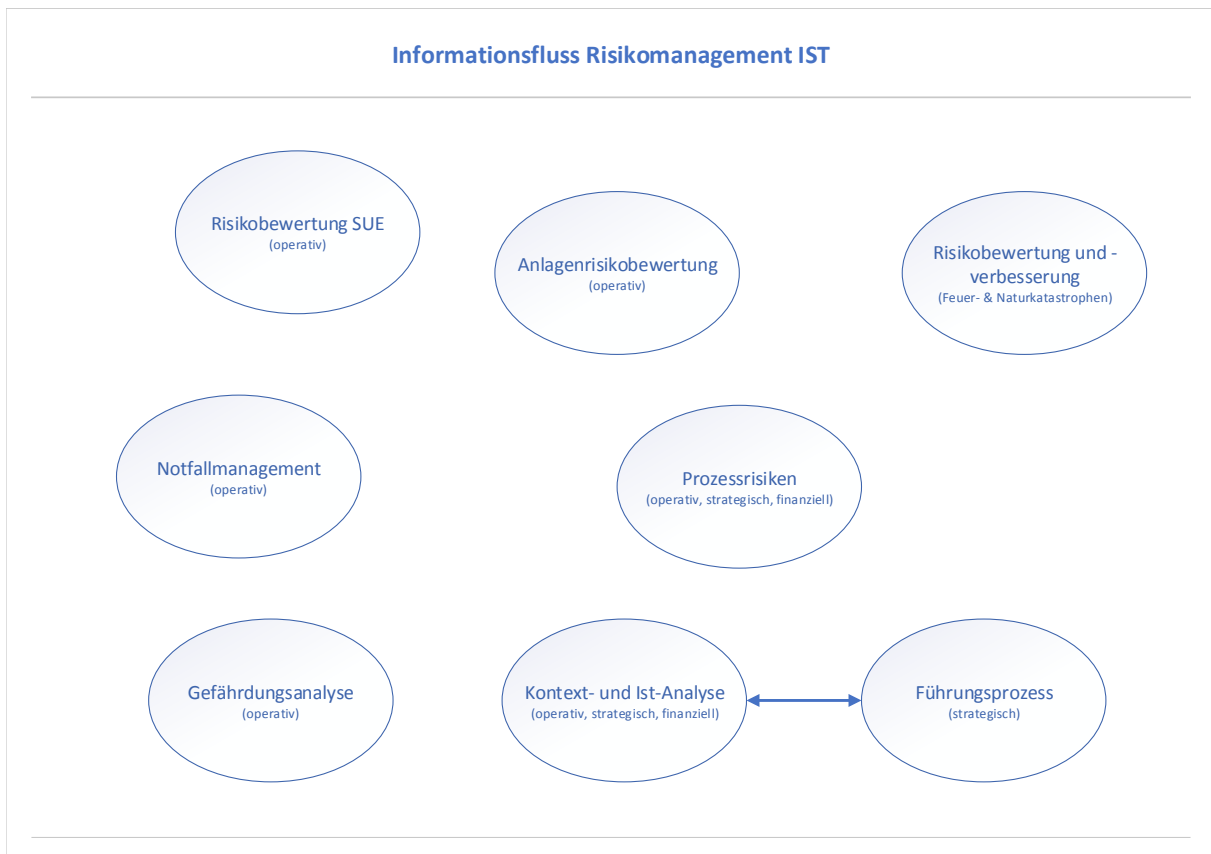 Informationsfluss Risikomanagement IST
Risikobewertung SUE
(operativ)
Anlagenrisikobewertung
(operativ)
Risikobewertung und -
verbesserung
(Feuer- & Naturkatastrophen)
Notfallmanagement
(operativ)
Prozessrisiken
(operativ, strategisch, finanziell)
Gefährdungsanalyse
(operativ)
Kontext- und Ist-Analyse
(operativ, strategisch, finanziell)
Führungsprozess
(strategisch)